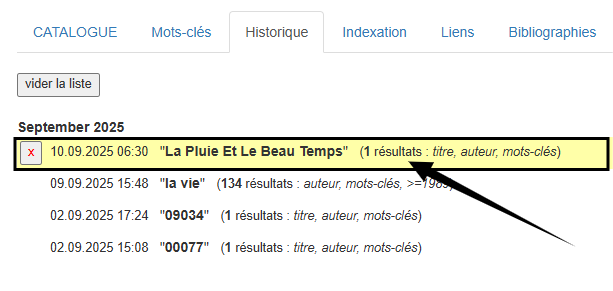 CATALOGUE Mots-clés Historique Indexation Liens Bibliographies
vider la liste
September 2025
x 10.09.2025 06:30 "La Pluie Et Le Beau Temps" (1 résultats : titre, auteur, mots-clés)
09.09.2025 15:48 "la vie" (134 résultats : auteur, mots-clés, >=1989)
02.09.2025 17:24 "09034" (1 résultats : titre, auteur, mots-clés)
02.09.2025 15:08 "00077" (1 résultats : titre, auteur, mots-clés)